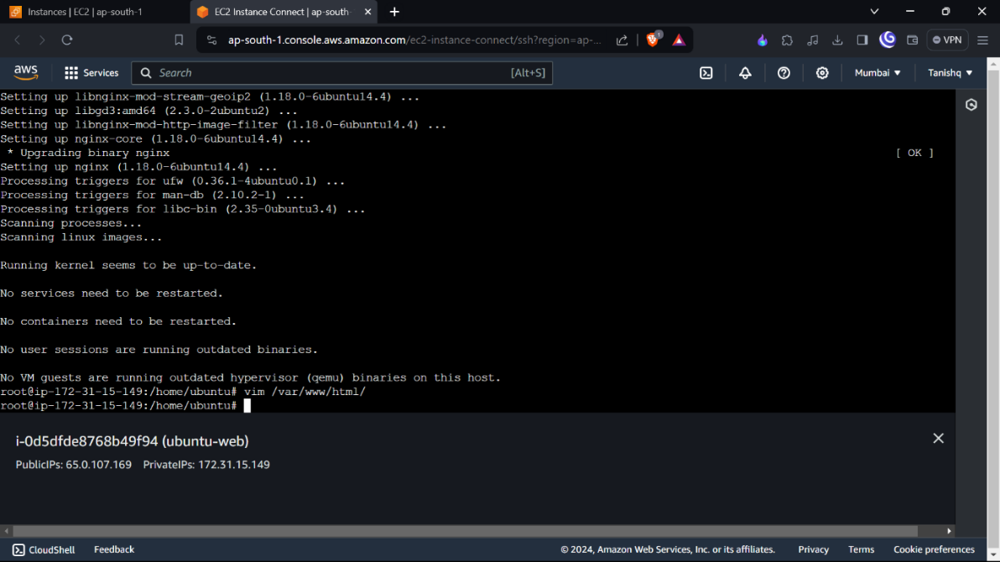 Instances | EC2 | ap-south-1
EC2 Instance Connect | ap-south-
ap-south-1.console.aws.amazon.com/ec2-instance-connect/ssh?region=ap-...
1
VPN
aws
Services
Search
[Alt+S]
Mumbai
Tanishq
Setting up libnginx-mod-stream-geoip2 (1.18.0-6ubuntu14.4) ...
Setting up libgd3:amd64 (2.3.0-2ubuntu2) ...
Setting up libnginx-mod-http-image-filter (1.18.0-6ubuntu14.4) ...
Setting up nginx-core (1.18.0-6ubuntu14.4) ...
* Upgrading binary nginx [ OK ]
Setting up nginx (1.18.0-6ubuntu14.4) ...
Processing triggers for ufw (0.36.1-4ubuntu0.1) ...
Processing triggers for man-db (2.10.2-1) ...
Processing triggers for libc-bin (2.35-0ubuntu3.4) ...
Scanning processes...
Scanning linux images...
Running kernel seems to be up-to-date.
No services need to be restarted.
No containers need to be restarted.
No user sessions are running outdated binaries.
No VM guests are running outdated hypervisor (qemu) binaries on this host.
root@ip-172-31-15-149:/home/ubuntu# vim /var/www/html/
root@ip-172-31-15-149:/home/ubuntu#
i-0d5dfde8768b49f94 (ubuntu-web)
PublicIPs: 65.0.107.169 PrivateIPs: 172.31.15.149
CloudShell
Feedback
© 2024, Amazon Web Services, Inc. or its affiliates.
Privacy
Terms
Cookie preferences